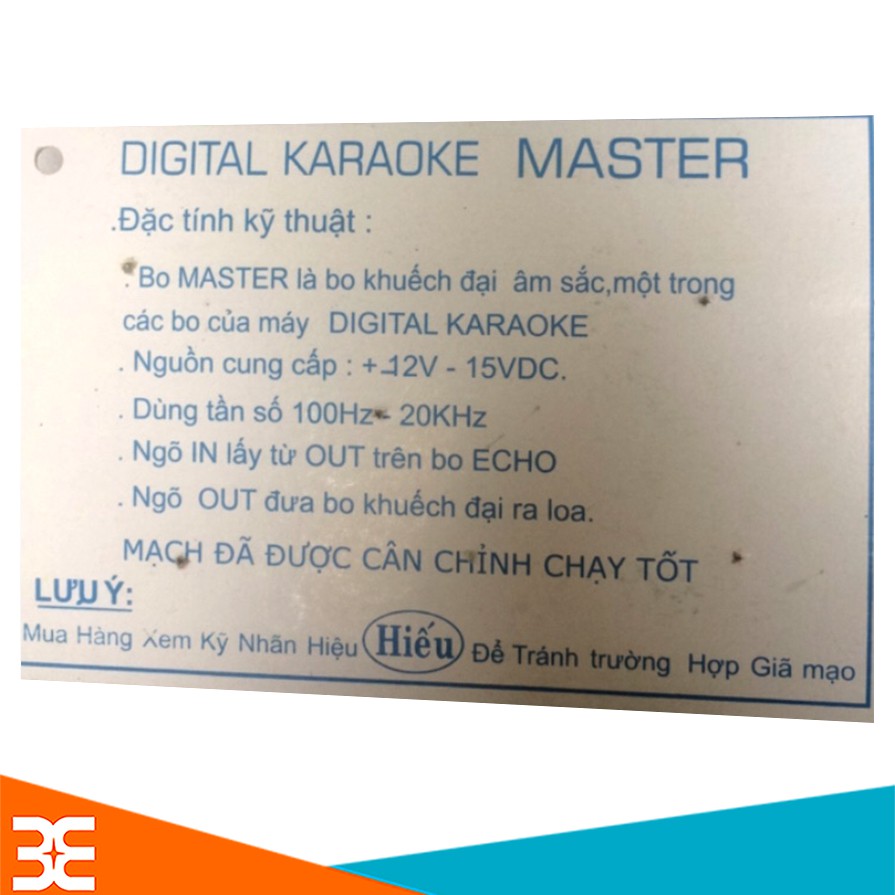 DIGITAL KARAOKE MASTER
.Đặc tính kỹ thuật :
. Bo MASTER là bo khuếch đại âm sắc,một trong
các bo của máy DIGITAL KARAOKE
. Nguồn cung cấp : +-12V - 15VDC.
. Dùng tần số 100Hz - 20KHz
. Ngõ IN lấy từ OUT trên bo ECHO
. Ngõ OUT đưa bo khuếch đại ra loa.
MẠCH ĐÃ ĐƯỢC CÂN CHỈNH CHẠY TỐT
LƯU Ý:
Mua Hàng Xem Kỹ Nhãn Hiệu Hiếu Để Tránh trường Hợp Giã mạo